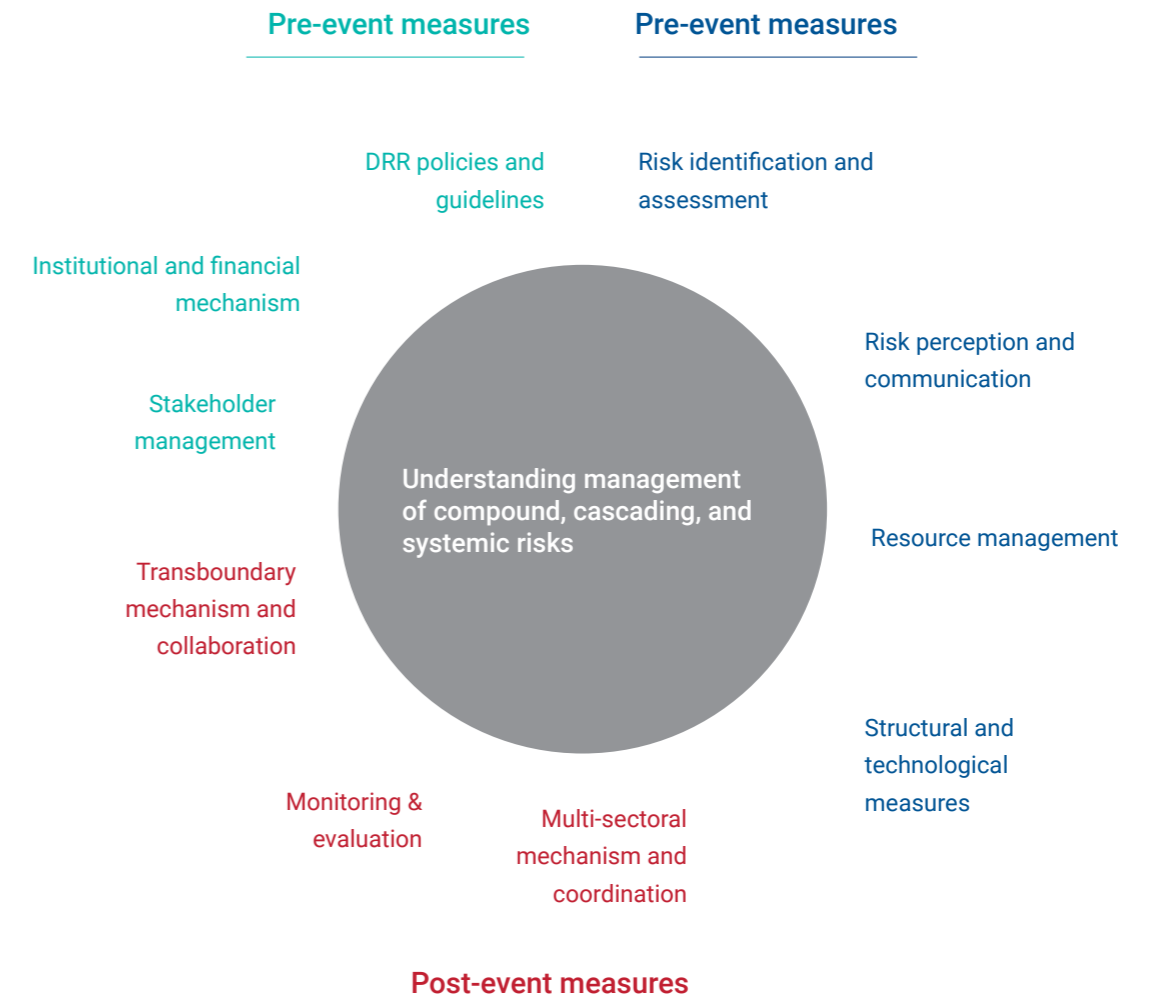 Pre-event measures
Pre-event measures
DRR policies and
guidelines
Risk identification and
assessment
Institutional and financial
mechanism
Risk perception and
communication
Stakeholder
management
Understanding management
of compound, cascading, and
systemic risks
Resource management
Transboundary
mechanism and
collaboration
Structural and
technological
measures
Monitoring &
evaluation
Multi-sectoral
mechanism and
coordination
Post-event measures